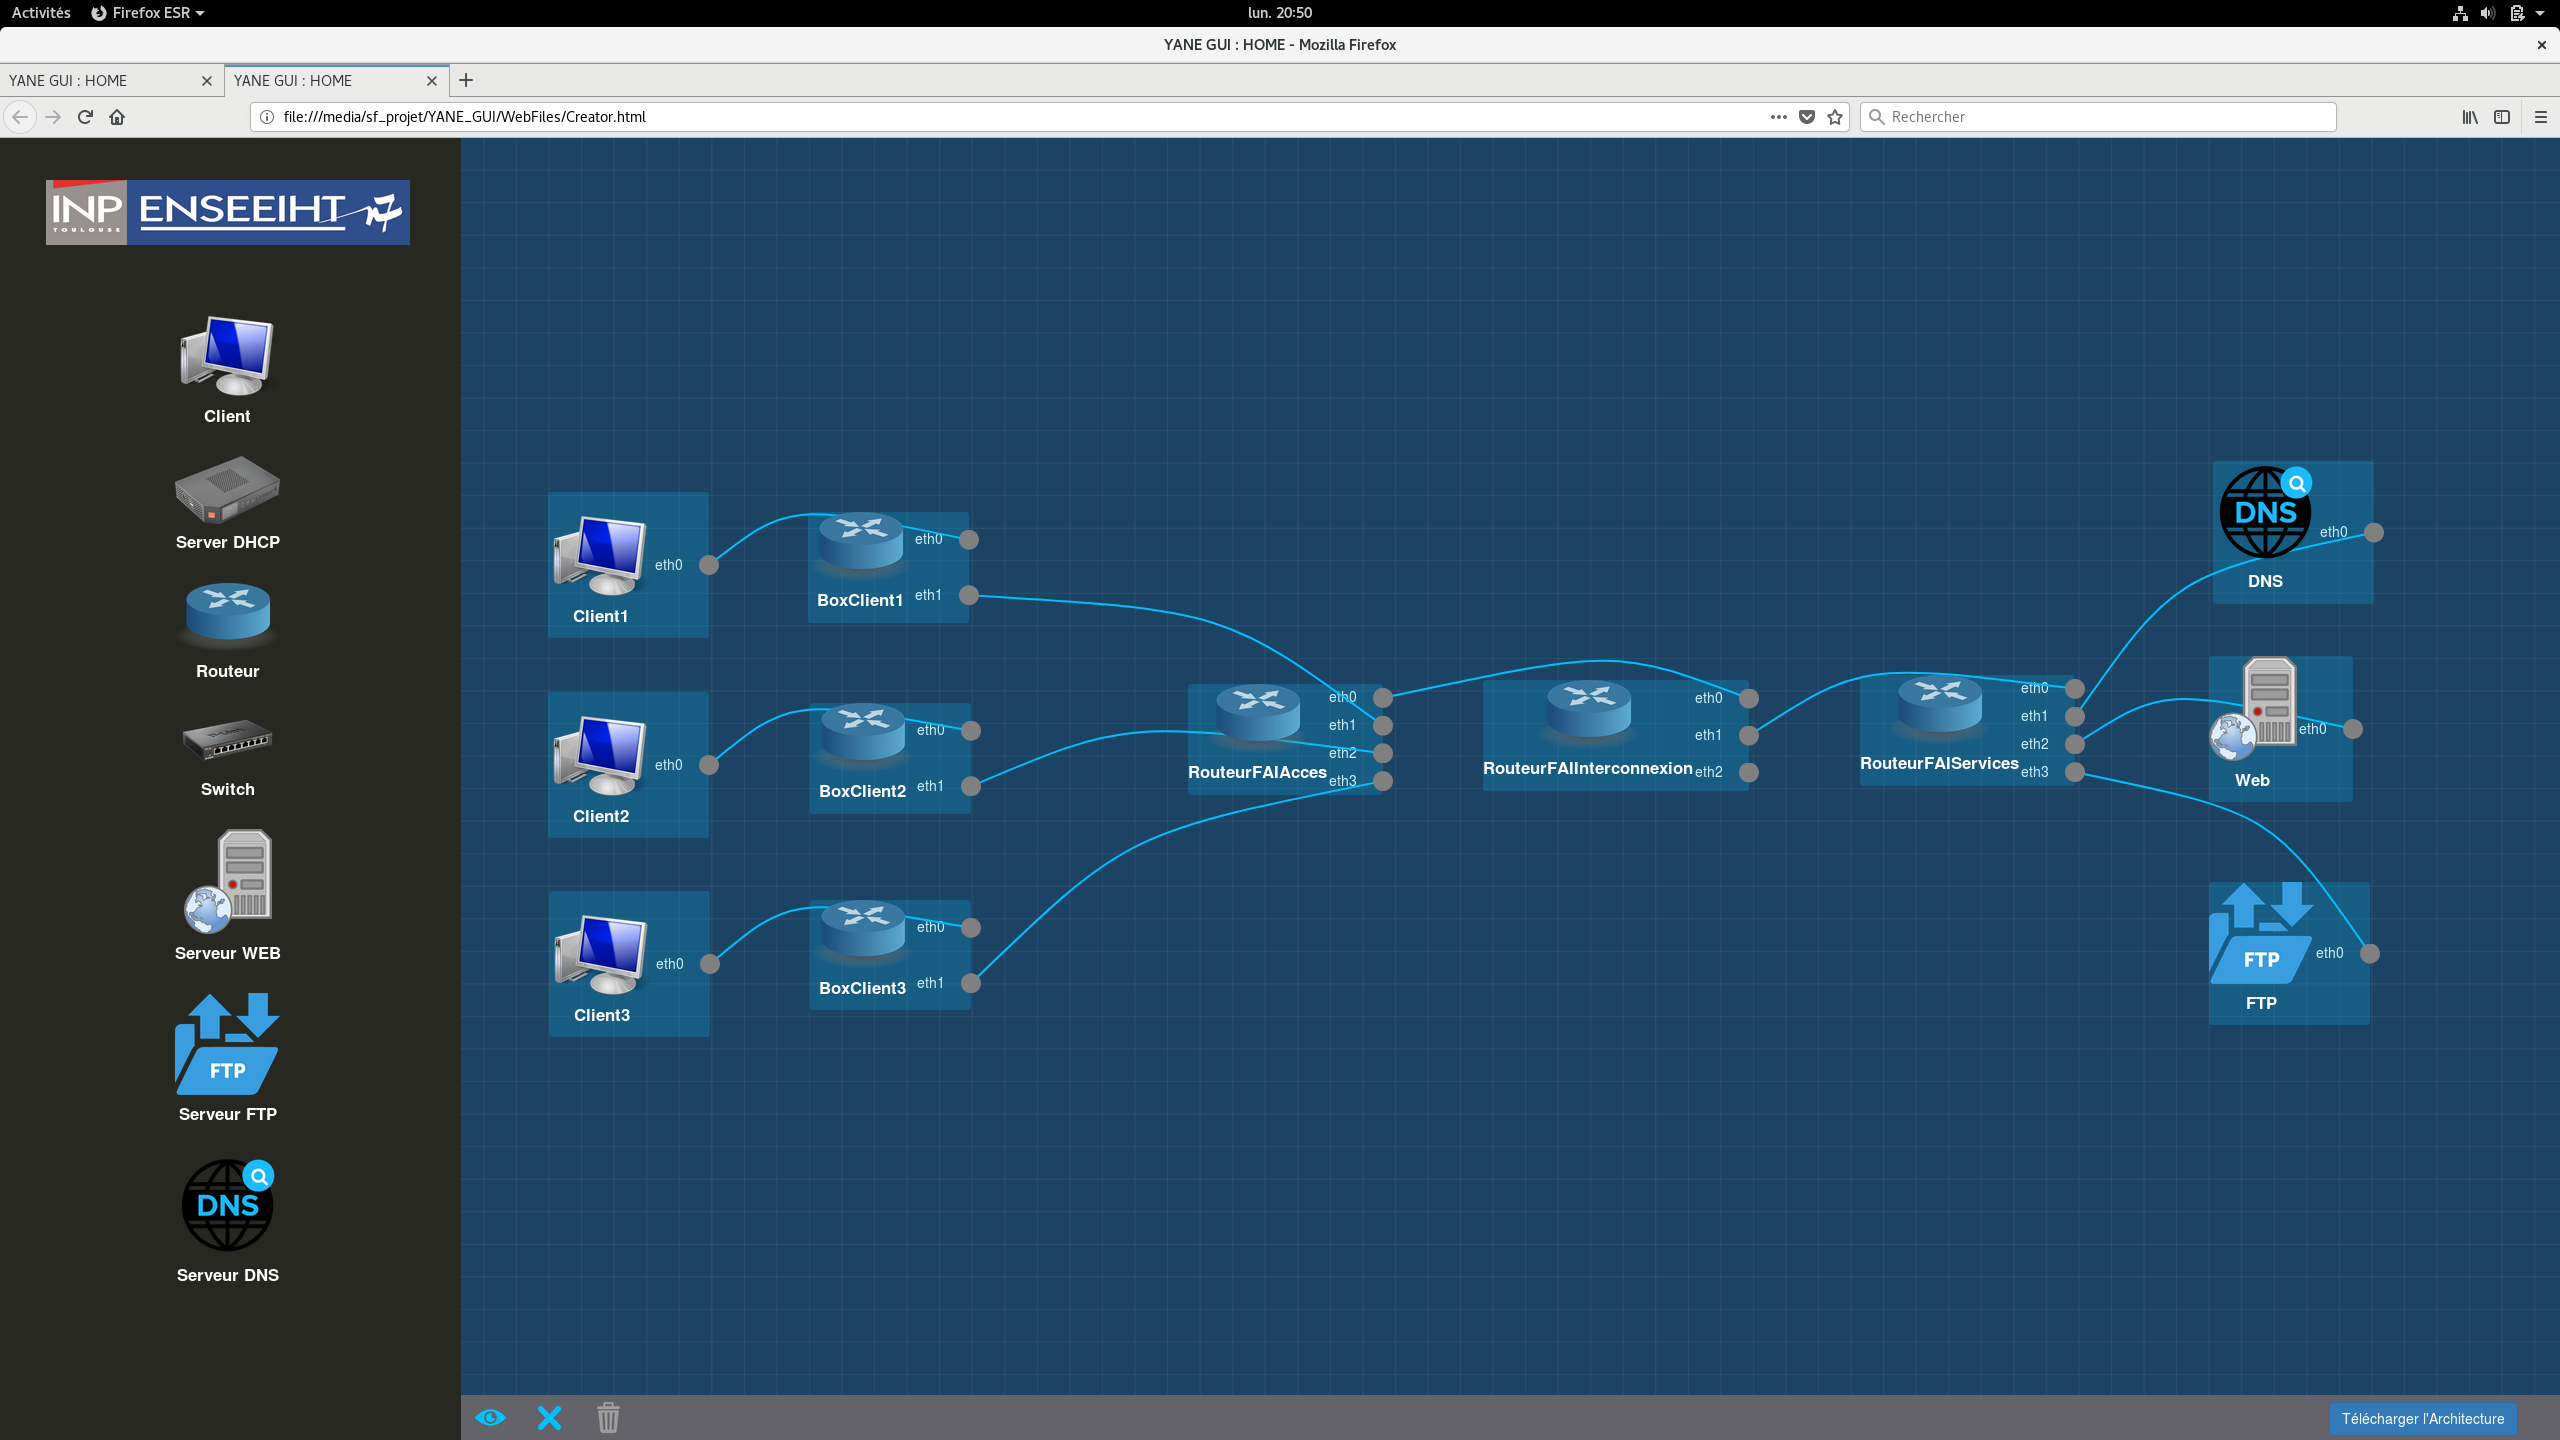 Activités Firefox ESR lun. 20:50
YANE GUI : HOME - Mozilla Firefox
YANE GUI : HOME YANE GUI : HOME
file:///media/sf_projet/YANE_GUI/WebFiles/Creator.html Rechercher
INP ENSEEIHT n7
TOULOUSE
Client
Server DHCP
Routeur
Switch
Serveur WEB
FTP
Serveur FTP
DNS
Serveur DNS
eth0
Client1
eth0
BoxClient1 eth1
eth0
Client2
eth0
BoxClient2 eth1
eth0
Client3
eth0
BoxClient3 eth1
eth0
eth1
eth2
RouteurFAIAcces
eth3
eth0
eth1
RouteurFAIInterconnexion eth2
eth0
eth1
eth2
RouteurFAIServices
eth3
DNS
eth0
DNS
eth0
Web
FTP
eth0
FTP
Télécharger l'Architecture